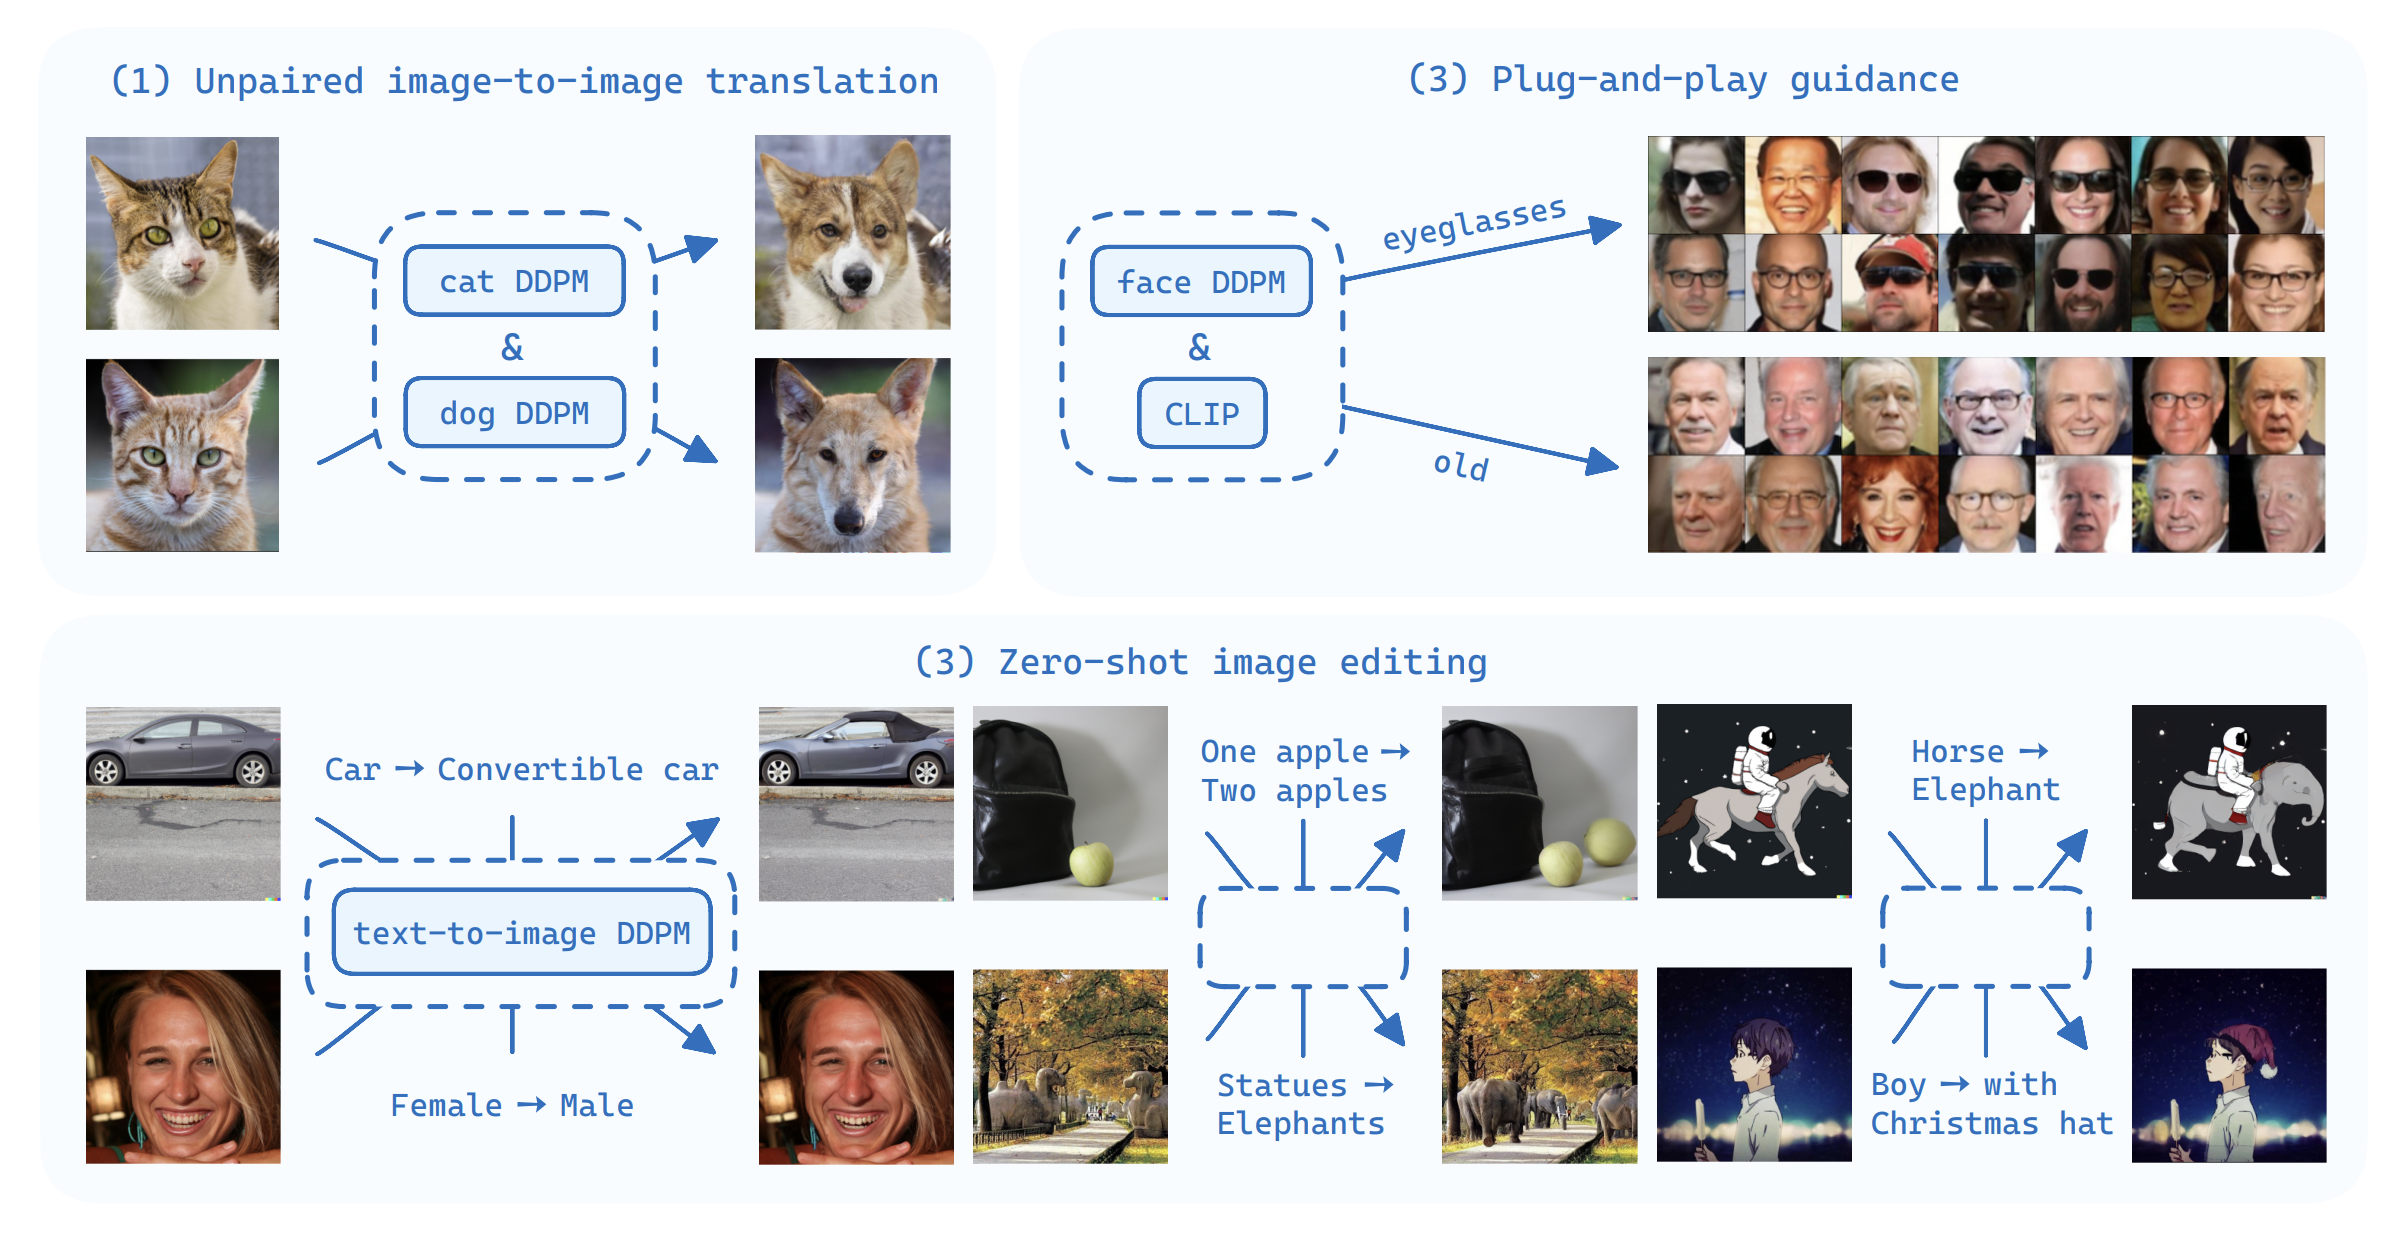 (1) Unpaired image-to-image translation
cat DDPM
&
dog DDPM
(3) Plug-and-play guidance
face DDPM
&
CLIP
eyeglasses
old
(3) Zero-shot image editing
Car → Convertible car
text-to-image DDPM
Female → Male
One apple →
Two apples
Statues →
Elephants
Horse →
Elephant
Boy → with
Christmas hat